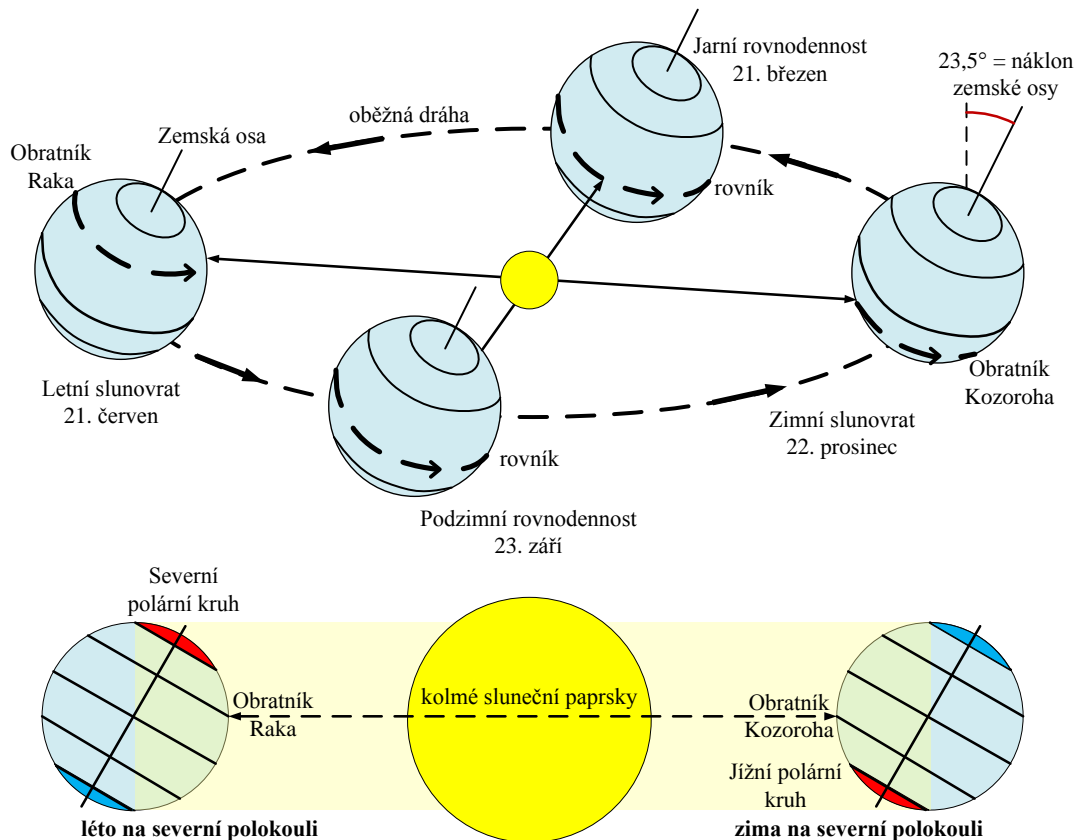 Jarní rovnodennost
21. březen
23,5° = náklon
zemské osy
oběžná dráha
Zemská osa
Obratník
Raka
rovník
Letní slunovrat
21. červen
Obratník
Kozoroha
Zimní slunovrat
22. prosinec
rovník
Podzimní rovnodennost
23. září
Severní
polární kruh
kolmé sluneční paprsky
Obratník
Raka
Obratník
Kozoroha
Jížní polární
kruh
léto na severní polokouli
zima na severní polokouli